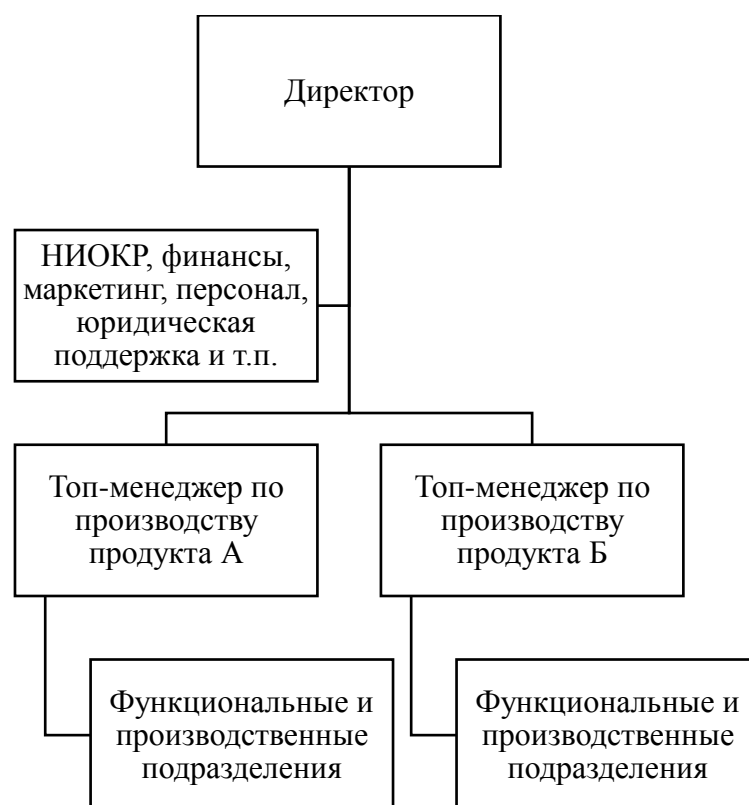 Директор
НИОКР, финансы,
маркетинг, персонал,
юридическая
поддержка и т.п.
Топ-менеджер по
производству
продукта А
Топ-менеджер по
производству
продукта Б
Функциональные и
производственные
подразделения
Функциональные и
производственные
подразделения